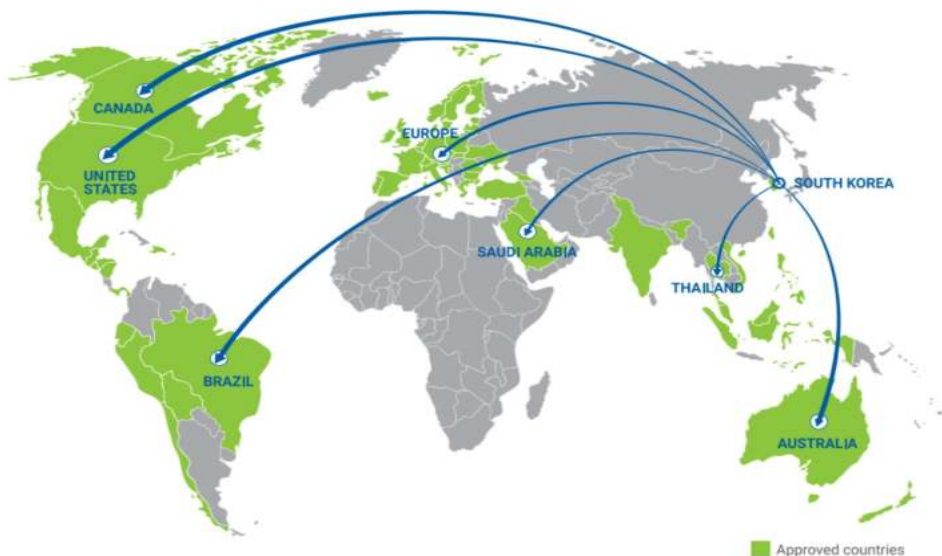 CANADA
UNITED
STATES
EUROPE
SOUTH KOREA
SAUDI ARABIA
THAILAND
BRAZIL
AUSTRALIA
Approved countries